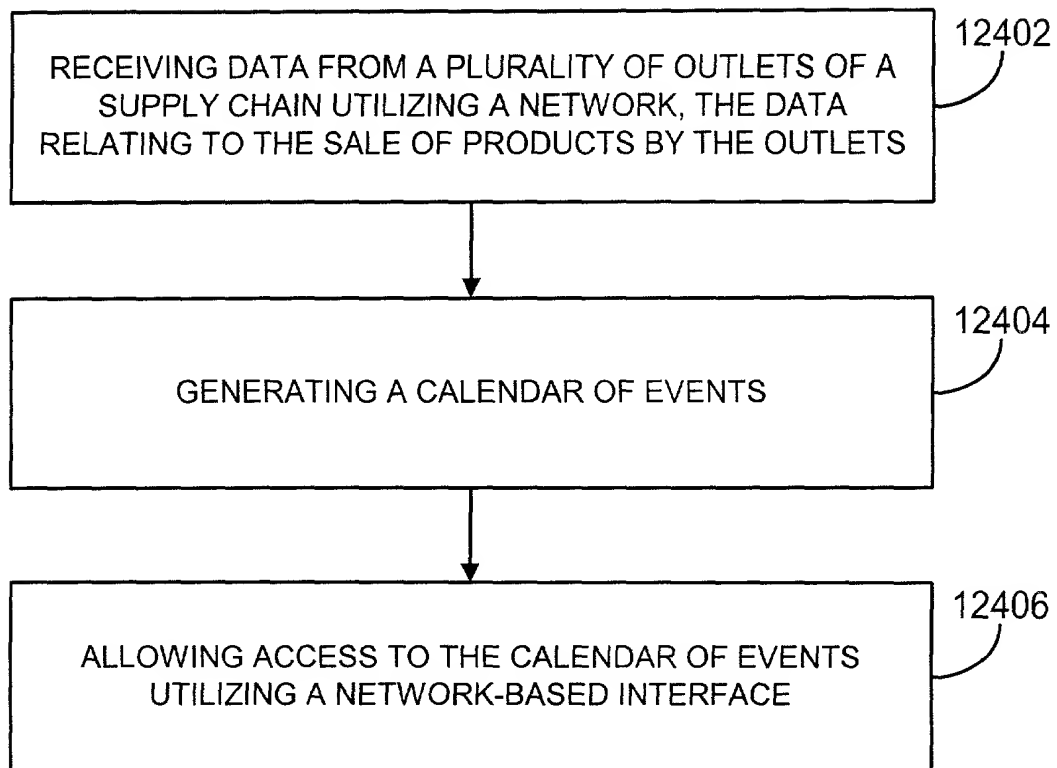 12402
RECEIVING DATA FROM A PLURALITY OF OUTLETS OF A
SUPPLY CHAIN UTILIZING A NETWORK, THE DATA
RELATING TO THE SALE OF PRODUCTS BY THE OUTLETS
12404
GENERATING A CALENDAR OF EVENTS
12406
ALLOWING ACCESS TO THE CALENDAR OF EVENTS
UTILIZING A NETWORK-BASED INTERFACE